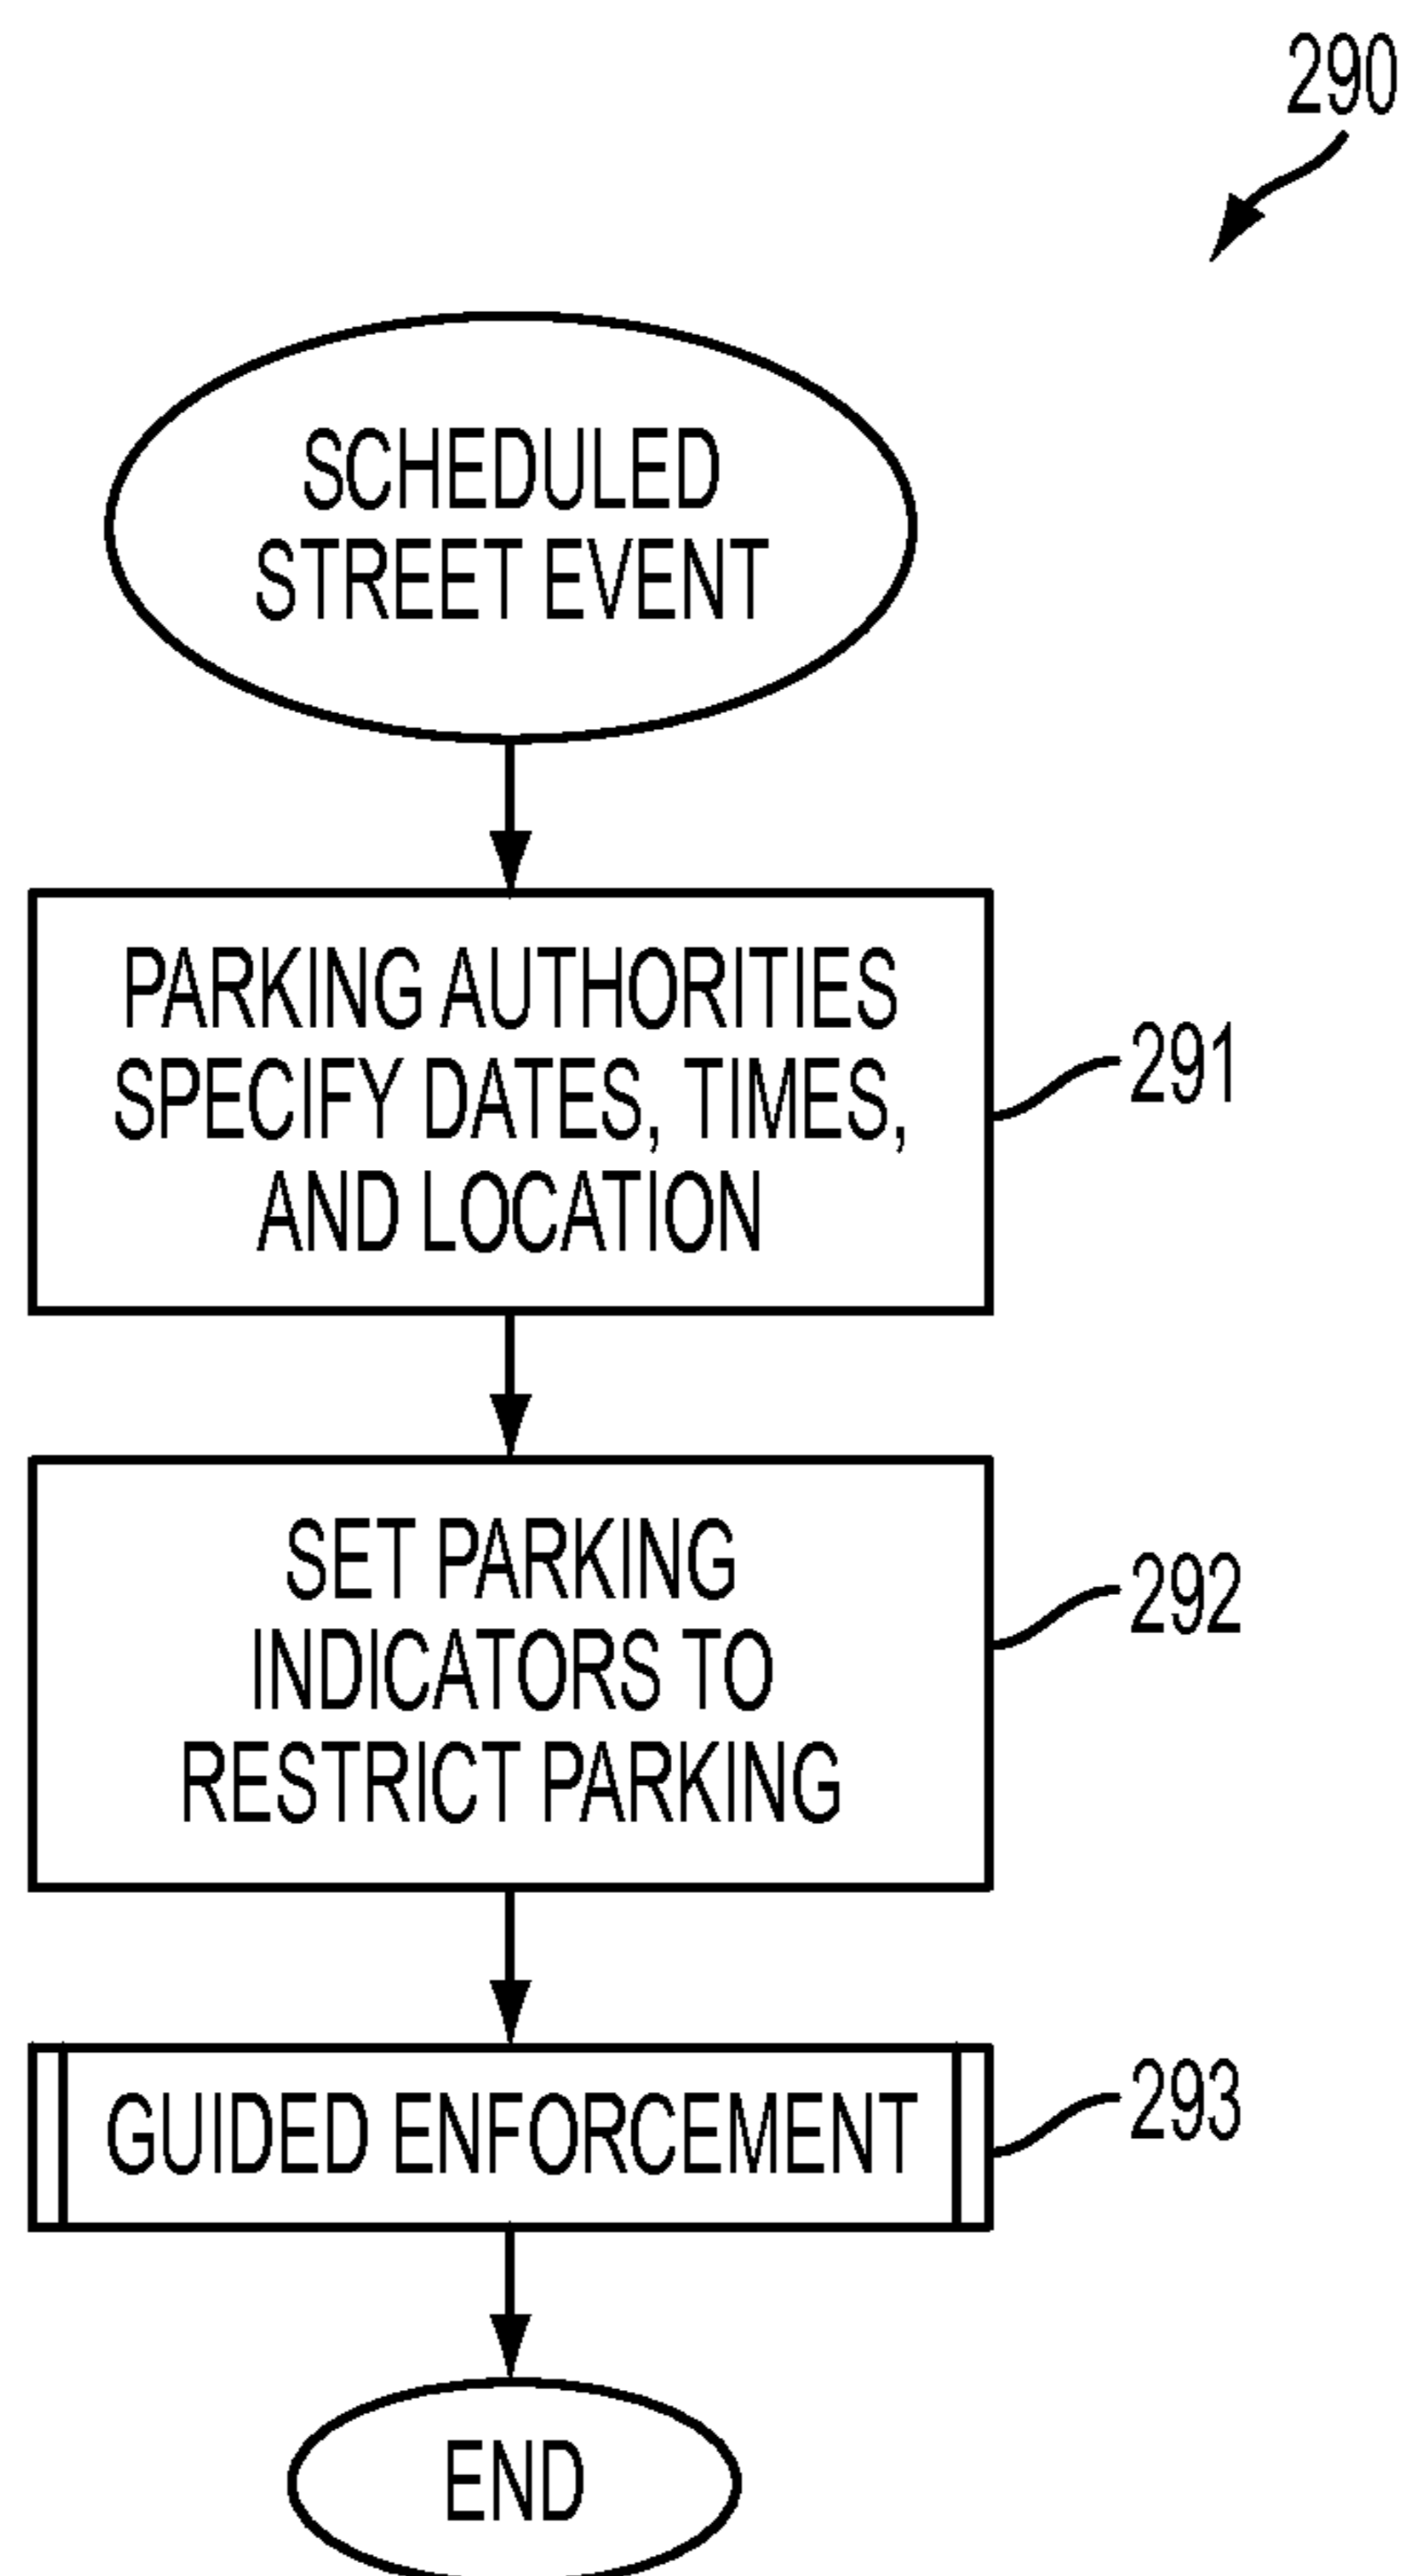 290
SCHEDULED
STREET EVENT
PARKING AUTHORITIES
SPECIFY DATES, TIMES,
AND LOCATION
291
SET PARKING
INDICATORS TO
RESTRICT PARKING
292
GUIDED ENFORCEMENT
293
END